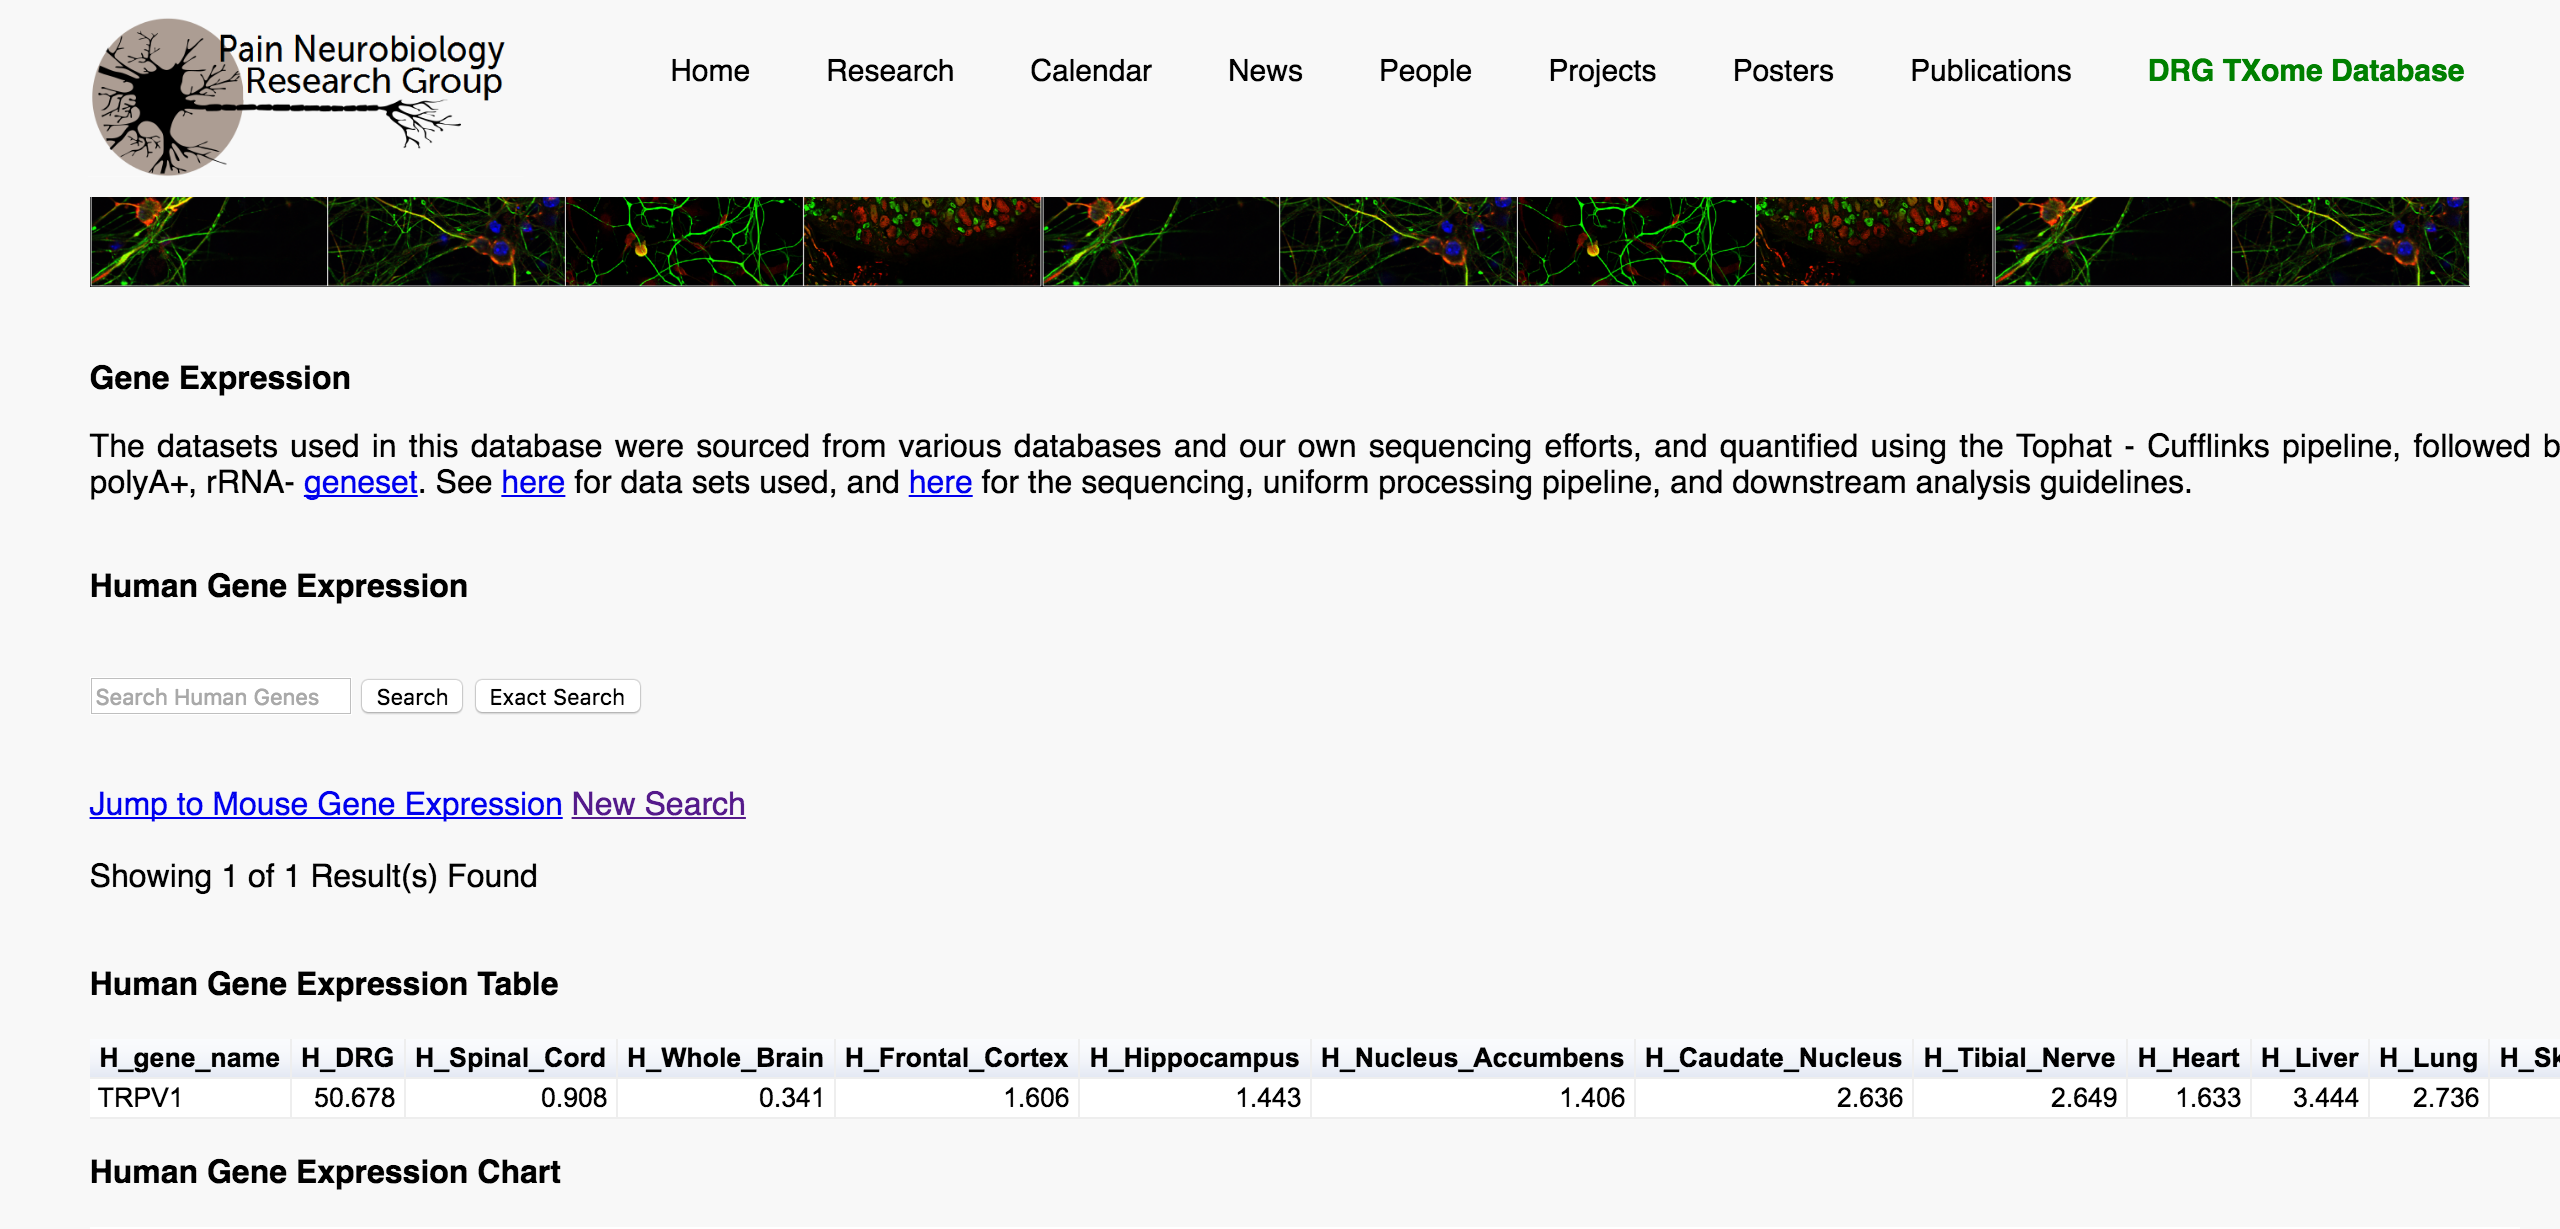 Pain Neurobiology
Research Group
Home Research Calendar News People Projects Posters Publications DRG TXome Database
Gene Expression
The datasets used in this database were sourced from various databases and our own sequencing efforts, and quantified using the Tophat - Cufflinks pipeline, followed b
polyA+, rRNA- geneset. See here for data sets used, and here for the sequencing, uniform processing pipeline, and downstream analysis guidelines.
Human Gene Expression
Search Human Genes Search Exact Search
Jump to Mouse Gene Expression New Search
Showing 1 of 1 Result(s) Found
Human Gene Expression Table
H_gene_name H_DRG H_Spinal_Cord H_Whole_Brain H_Frontal_Cortex H_Hippocampus H_Nucleus_Accumbens H_Caudate_Nucleus H_Tibial_Nerve H_Heart H_Liver H_Lung H_Sk
TRPV1 50.678 0.908 0.341 1.606 1.443 1.406 2.636 2.649 1.633 3.444 2.736
Human Gene Expression Chart